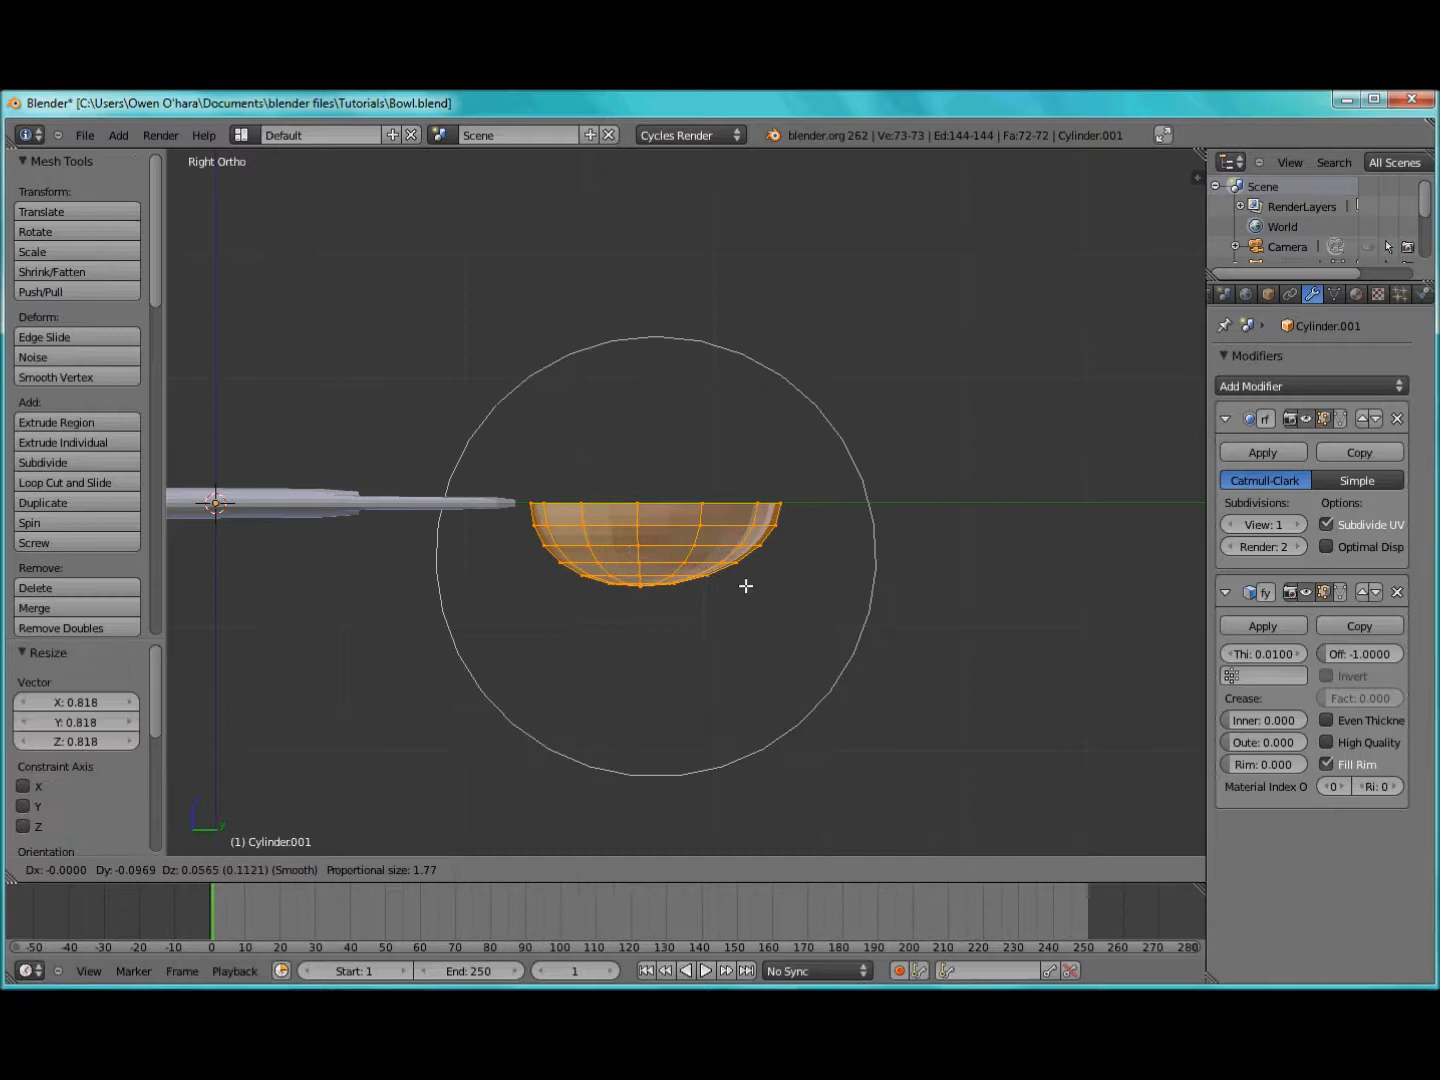 Blender* [C:\Users\Owen O'hara\Documents\blender files\Tutorials\Bowl.blend]
File Add Render Help Default Scene Cycles Render blender.org 262 | Ve:73-73 | Ed:144-144 | Fa:72-72 | Cylinder.001
Mesh Tools
Transform:
Translate
Rotate
Scale
Shrink/Fatten
Push/Pull
Deform:
Edge Slide
Noise
Smooth Vertex
Add:
Extrude Region
Extrude Individual
Subdivide
Loop Cut and Slide
Duplicate
Spin
Screw
Remove:
Delete
Merge
Remove Doubles
Resize
Vector
X: 0.818
Y: 0.818
Z: 0.818
Constraint Axis
X
Y
Z
Orientation
Right Ortho
y
(1) Cylinder.001
Dx: -0.0000 Dy: -0.0969 Dz: 0.0565 (0.1121) (Smooth) Proportional size: 1.77
View Search All Scenes
Scene
RenderLayers |
World
Camera |
Cylinder.001
Modifiers
Add Modifier
rf
Apply Copy
Catmull-Clark Simple
Subdivisions: Options:
View: 1 Subdivide UV
Render: 2 Optimal Disp
fy
Apply Copy
Thi: 0.0100 Off: -1.0000
Invert
Crease: Fact: 0.000
Inner: 0.000 Even Thickne
Oute: 0.000 High Quality
Rim: 0.000 Fill Rim
Material Index O 0 Ri: 0
-50 -40 -30 -20 -10 0 10 20 30 40 50 60 70 80 90 100 110 120 130 140 150 160 170 180 190 200 210 220 230 240 250 260 270 280
View Marker Frame Playback Start: 1 End: 250 1 No Sync